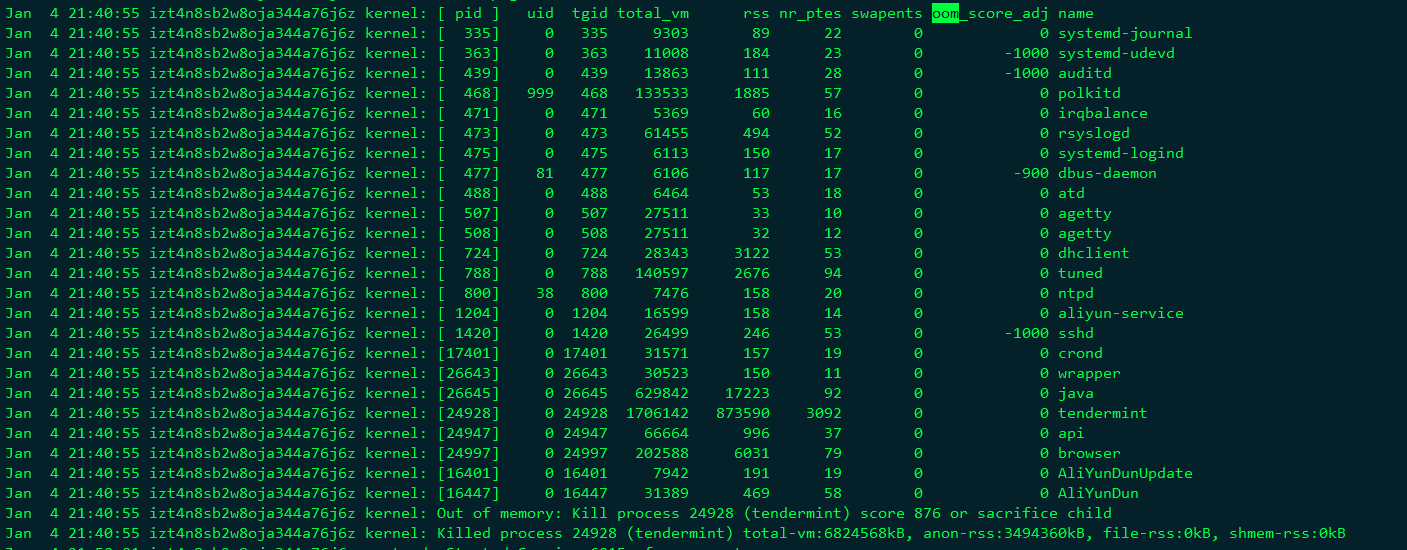 Jan  4 21:40:55 izt4n8sb2w8oja344a76j6z kernel: [ pid ]   uid  tgid total_vm      rss nr_ptes swapents oom_score_adj name
Jan  4 21:40:55 izt4n8sb2w8oja344a76j6z kernel: [  335]     0   335     9303       89      22        0             0 systemd-journal
Jan  4 21:40:55 izt4n8sb2w8oja344a76j6z kernel: [  363]     0   363    11008      184      23        0         -1000 systemd-udevd
Jan  4 21:40:55 izt4n8sb2w8oja344a76j6z kernel: [  439]     0   439    13863      111      28        0         -1000 auditd
Jan  4 21:40:55 izt4n8sb2w8oja344a76j6z kernel: [  468]   999   468   133533     1885      57        0             0 polkitd
Jan  4 21:40:55 izt4n8sb2w8oja344a76j6z kernel: [  471]     0   471     5369       60      16        0             0 irqbalance
Jan  4 21:40:55 izt4n8sb2w8oja344a76j6z kernel: [  473]     0   473    61455      494      52        0             0 rsyslogd
Jan  4 21:40:55 izt4n8sb2w8oja344a76j6z kernel: [  475]     0   475     6113      150      17        0             0 systemd-logind
Jan  4 21:40:55 izt4n8sb2w8oja344a76j6z kernel: [  477]    81   477     6106      117      17        0          -900 dbus-daemon
Jan  4 21:40:55 izt4n8sb2w8oja344a76j6z kernel: [  488]     0   488     6464       53      18        0             0 atd
Jan  4 21:40:55 izt4n8sb2w8oja344a76j6z kernel: [  507]     0   507    27511       33      10        0             0 agetty
Jan  4 21:40:55 izt4n8sb2w8oja344a76j6z kernel: [  508]     0   508    27511       32      12        0             0 agetty
Jan  4 21:40:55 izt4n8sb2w8oja344a76j6z kernel: [  724]     0   724    28343     3122      53        0             0 dhclient
Jan  4 21:40:55 izt4n8sb2w8oja344a76j6z kernel: [  788]     0   788   140597     2676      94        0             0 tuned
Jan  4 21:40:55 izt4n8sb2w8oja344a76j6z kernel: [  800]    38   800     7476      158      20        0             0 ntpd
Jan  4 21:40:55 izt4n8sb2w8oja344a76j6z kernel: [ 1204]     0  1204    16599      158      14        0             0 aliyun-service
Jan  4 21:40:55 izt4n8sb2w8oja344a76j6z kernel: [ 1420]     0  1420    26499      246      53        0         -1000 sshd
Jan  4 21:40:55 izt4n8sb2w8oja344a76j6z kernel: [17401]     0 17401    31571      157      19        0             0 crond
Jan  4 21:40:55 izt4n8sb2w8oja344a76j6z kernel: [26643]     0 26643    30523      150      11        0             0 wrapper
Jan  4 21:40:55 izt4n8sb2w8oja344a76j6z kernel: [26645]     0 26645   629842    17223      92        0             0 java
Jan  4 21:40:55 izt4n8sb2w8oja344a76j6z kernel: [24928]     0 24928  1706142   873590    3092        0             0 tendermint
Jan  4 21:40:55 izt4n8sb2w8oja344a76j6z kernel: [24947]     0 24947    66664      996      37        0             0 api
Jan  4 21:40:55 izt4n8sb2w8oja344a76j6z kernel: [24997]     0 24997   202588     6031      79        0             0 browser
Jan  4 21:40:55 izt4n8sb2w8oja344a76j6z kernel: [16401]     0 16401     7942      191      19        0             0 AliYunDunUpdate
Jan  4 21:40:55 izt4n8sb2w8oja344a76j6z kernel: [16447]     0 16447    31389      469      58        0             0 AliYunDun
Jan  4 21:40:55 izt4n8sb2w8oja344a76j6z kernel: Out of memory: Kill process 24928 (tendermint) score 876 or sacrifice child
Jan  4 21:40:55 izt4n8sb2w8oja344a76j6z kernel: Killed process 24928 (tendermint) total-vm:6824568kB, anon-rss:3494360kB, file-rss:0kB, shmem-rss:0kB